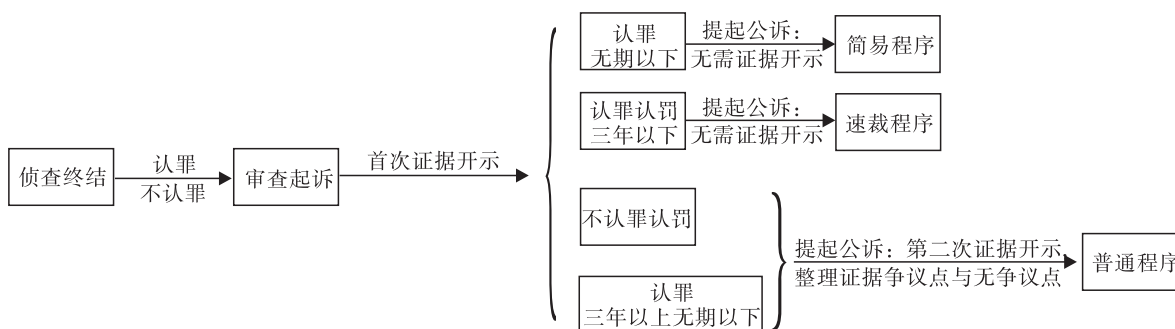 侦查终结
认罪
不认罪
审查起诉
首次证据开示
认罪
无期以下
提起公诉：
无需证据开示
简易程序
认罪认罚
三年以下
提起公诉：
无需证据开示
速裁程序
不认罪认罚
认罪
三年以上无期以下
提起公诉：第二次证据开示，
整理证据争议点与无争议点
普通程序